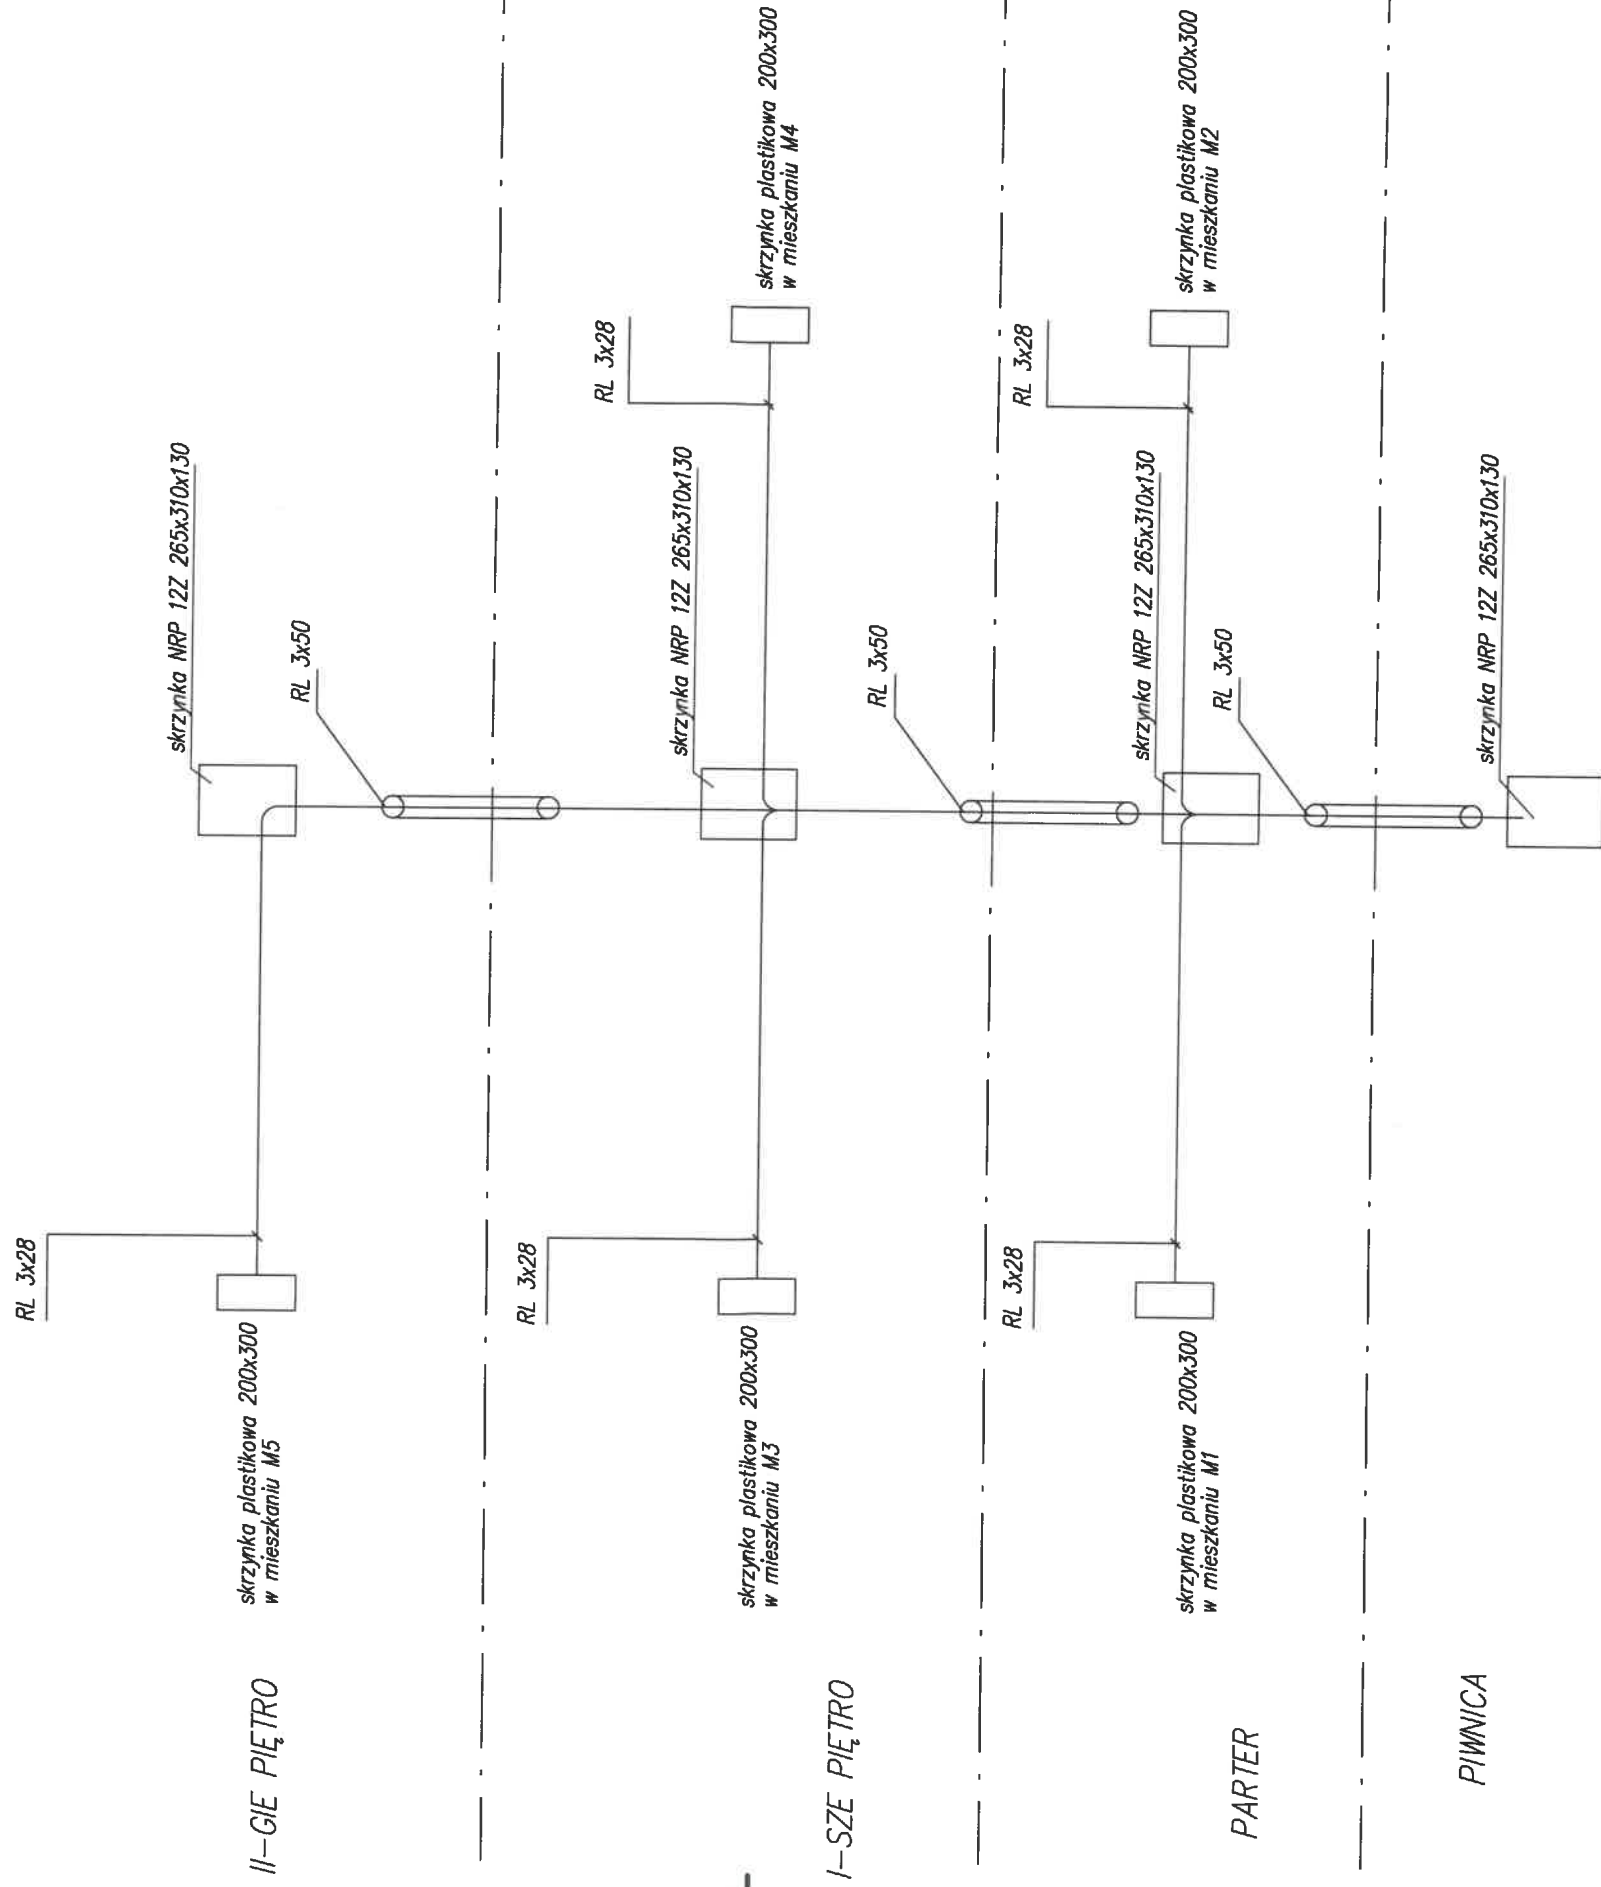 II-GIE PIĘTRO
RL 3x28
skrzynka plastikowa 200x300
w mieszkaniu M5
skrzynka NRP 12Z 265x310x130
RL 3x50
I-SZE PIĘTRO
RL 3x28
skrzynka plastikowa 200x300
w mieszkaniu M3
skrzynka NRP 12Z 265x310x130
RL 3x28
skrzynka plastikowa 200x300
w mieszkaniu M4
RL 3x50
PARTER
RL 3x28
skrzynka plastikowa 200x300
w mieszkaniu M1
skrzynka NRP 12Z 265x310x130
RL 3x28
skrzynka plastikowa 200x300
w mieszkaniu M2
RL 3x50
PIWNICA
skrzynka NRP 12Z 265x310x130